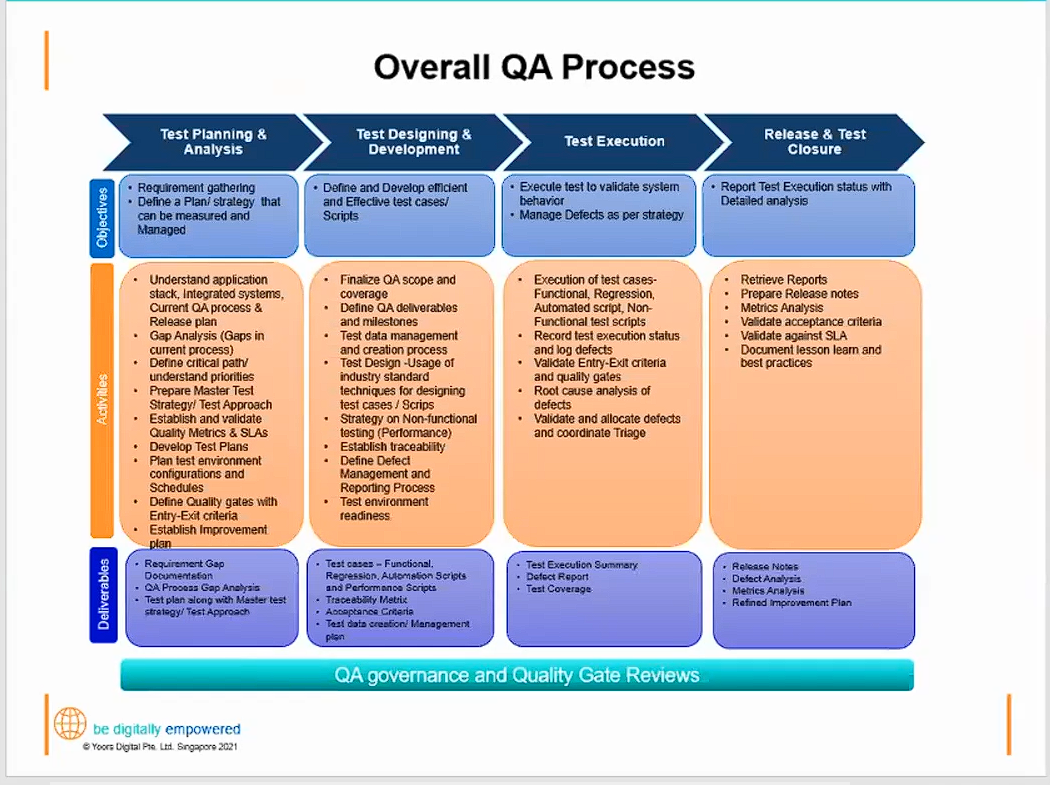 Overall QA Process
Test Planning &
Analysis
Test Designing &
Development
Test Execution
Release & Test
Closure
Objectives
• Requirement gathering
• Define a Plan/ strategy that
can be measured and
Managed
• Define and Develop efficient
and Effective test cases/
Scripts
• Execute test to validate system
behavior
• Manage Defects as per strategy
• Report Test Execution status with
Detailed analysis
Activities
• Understand application
stack, Integrated systems,
Current QA process &
Release plan
• Gap Analysis (Gaps in
current process)
• Define critical path/
understand priorities
• Prepare Master Test
Strategy/ Test Approach
• Establish and validate
Quality Metrics & SLAs
• Develop Test Plans
• Plan test environment
configurations and
Schedules
• Define Quality gates with
Entry-Exit criteria
• Establish Improvement
plan
• Finalize QA scope and
coverage
• Define QA deliverables
and milestones
• Test data management
and creation process
• Test Design -Usage of
industry standard
techniques for designing
test cases / Scrips
• Strategy on Non-functional
testing (Performance)
• Establish traceability
• Define Defect
Management and
Reporting Process
• Test environment
readiness
• Execution of test cases-
Functional, Regression,
Automated script, Non-
Functional test scripts
• Record test execution status
and log defects
• Validate Entry-Exit criteria
and quality gates
• Root cause analysis of
defects
• Validate and allocate defects
and coordinate Triage
• Retrieve Reports
• Prepare Release notes
• Metrics Analysis
• Validate acceptance criteria
• Validate against SLA
• Document lesson learn and
best practices
Deliverables
• Requirement Gap
Documentation
• QA Process Gap Analysis
• Test plan along with Master test
strategy/ Test Approach
• Test cases – Functional,
Regression, Automation Scripts
and Performance Scripts
• Traceability Matrix
• Acceptance Criteria
• Test data creation/ Management
plan
• Test Execution Summary
• Defect Report
• Test Coverage
• Release Notes
• Defect Analysis
• Metrics Analysis
• Refined Improvement Plan
QA governance and Quality Gate Reviews
be digitally empowered
© Yoors Digital Pte. Ltd. Singapore 2021